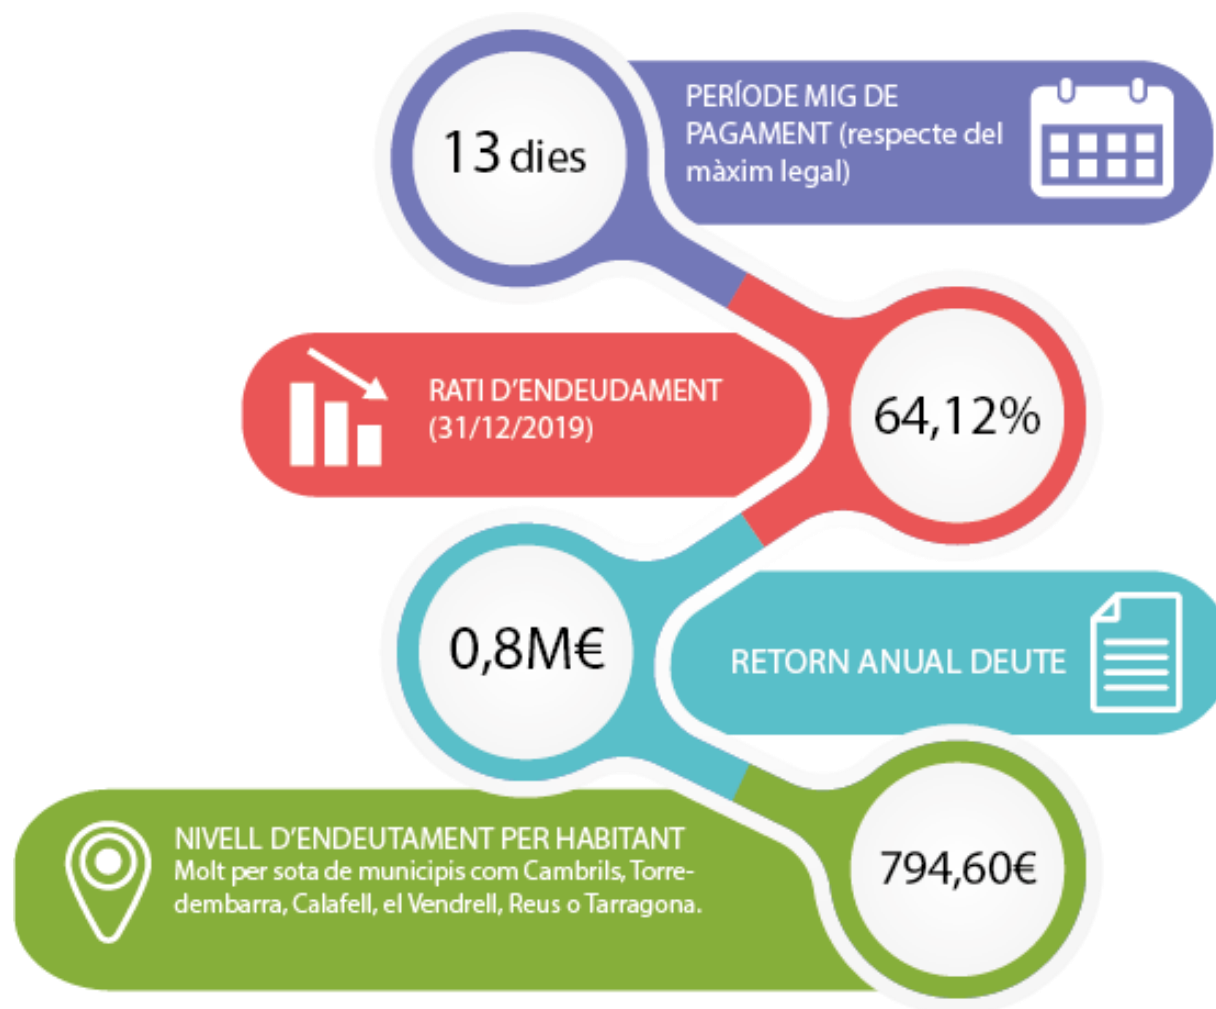 13 dies
PERÍODE MIG DE
PAGAMENT (respecte del
màxim legal)
RATI D’ENDEUDAMENT
(31/12/2019)
64,12%
0,8M€
RETORN ANUAL DEUTE
NIVELL D’ENDEUTAMENT PER HABITANT
Molt per sota de municipis com Cambrils, Torre-
dembarra, Calafell, el Vendrell, Reus o Tarragona.
794,60€